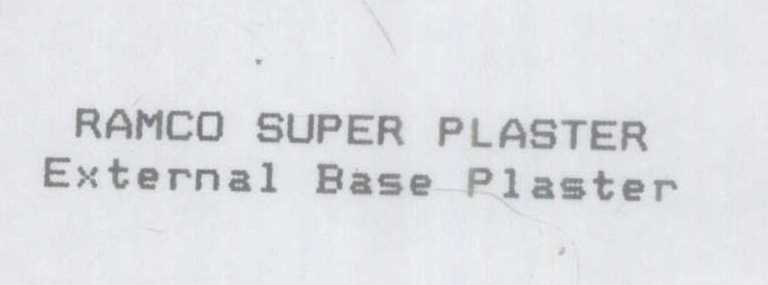 RAMCO SUPER PLASTER
External Base Plaster